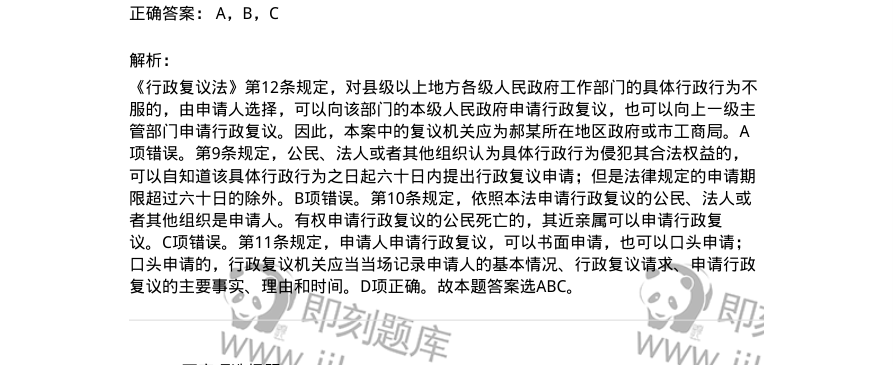 正确答案： A，B，C
解析：
《行政复议法》第12条规定，对县级以上地方各级人民政府工作部门的具体行政行为不
服的，由申请人选择，可以向该部门的本级人民政府申请行政复议，也可以向上一级主
管部门申请行政复议。因此，本案中的复议机关应为郝某所在地区政府或市工商局。A
项错误。第9条规定，公民、法人或者其他组织认为具体行政行为侵犯其合法权益的，
可以自知道该具体行政行为之日起六十日内提出行政复议申请；但是法律规定的申请期
限超过六十日的除外。B项错误。第10条规定，依照本法申请行政复议的公民、法人或
者其他组织是申请人。有权申请行政复议的公民死亡的，其近亲属可以申请行政复
议。C项错误。第11条规定，申请人申请行政复议，可以书面申请，也可以口头申请；
口头申请的，行政复议机关应当当场记录申请人的基本情况、行政复议请求、申请行政
复议的主要事实、理由和时间。D项正确。故本题答案选ABC。
即刻题库
即刻